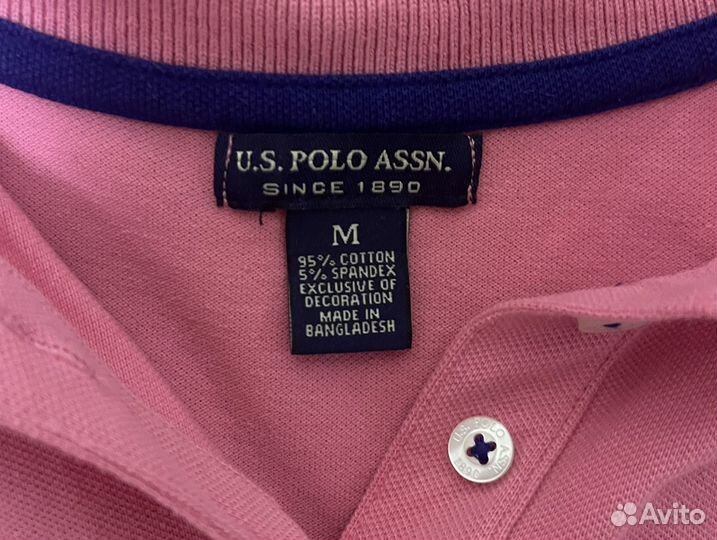 U.S. POLO ASSN.
SINCE 1890
M
95% COTTON
5% SPANDEX
EXCLUSIVE OF
DECORATION
MADE IN
BANGLADESH
U.S. POLO
ASSN.
1890
Avito